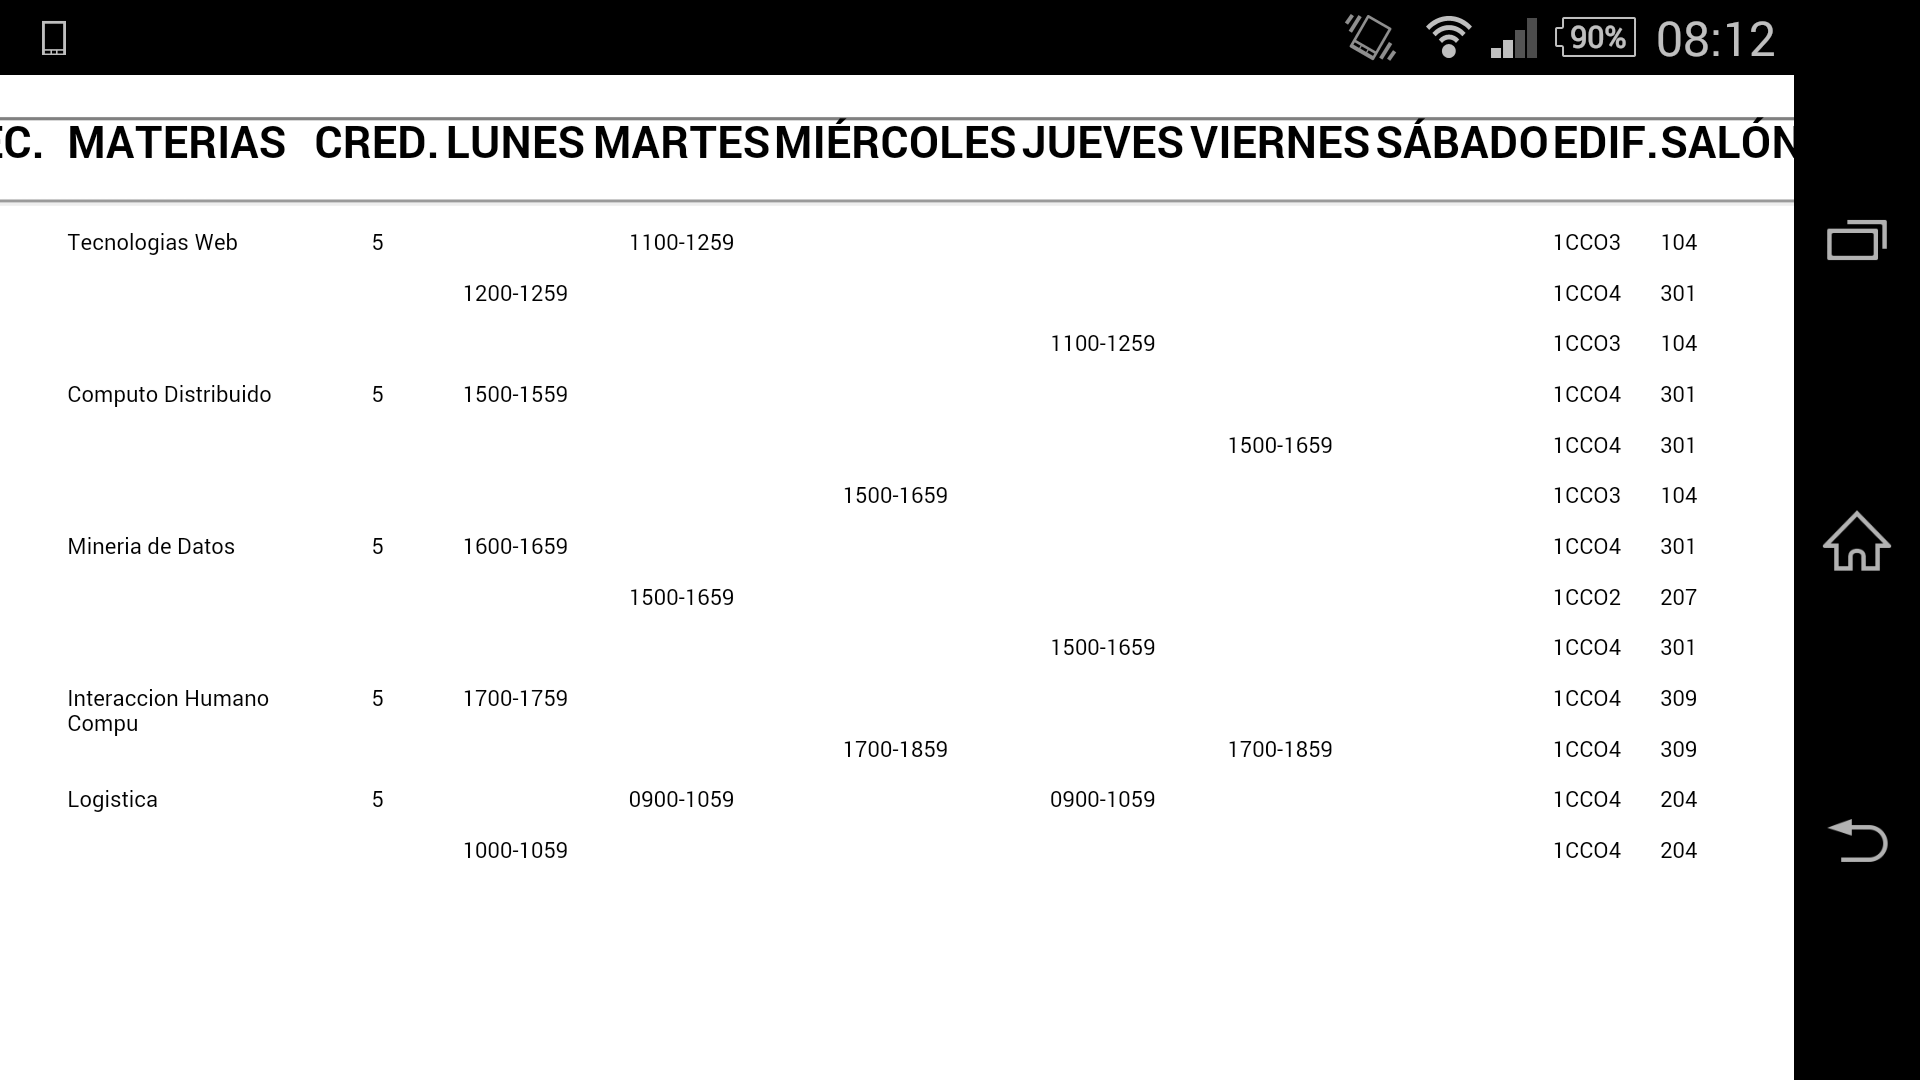 90% 08:12
EC. MATERIAS CRED. LUNES MARTES MIÉRCOLES JUEVES VIERNES SÁBADO EDIF. SALÓN
Tecnologias Web 5 1100-1259 1CCO3 104
1200-1259 1CCO4 301
1100-1259 1CCO3 104
Computo Distribuido 5 1500-1559 1CCO4 301
1500-1659 1CCO4 301
1500-1659 1CCO3 104
Mineria de Datos 5 1600-1659 1CCO4 301
1500-1659 1CCO2 207
1500-1659 1CCO4 301
Interaccion Humano 5 1700-1759 1CCO4 309
Compu
1700-1859 1700-1859 1CCO4 309
Logistica 5 0900-1059 0900-1059 1CCO4 204
1000-1059 1CCO4 204